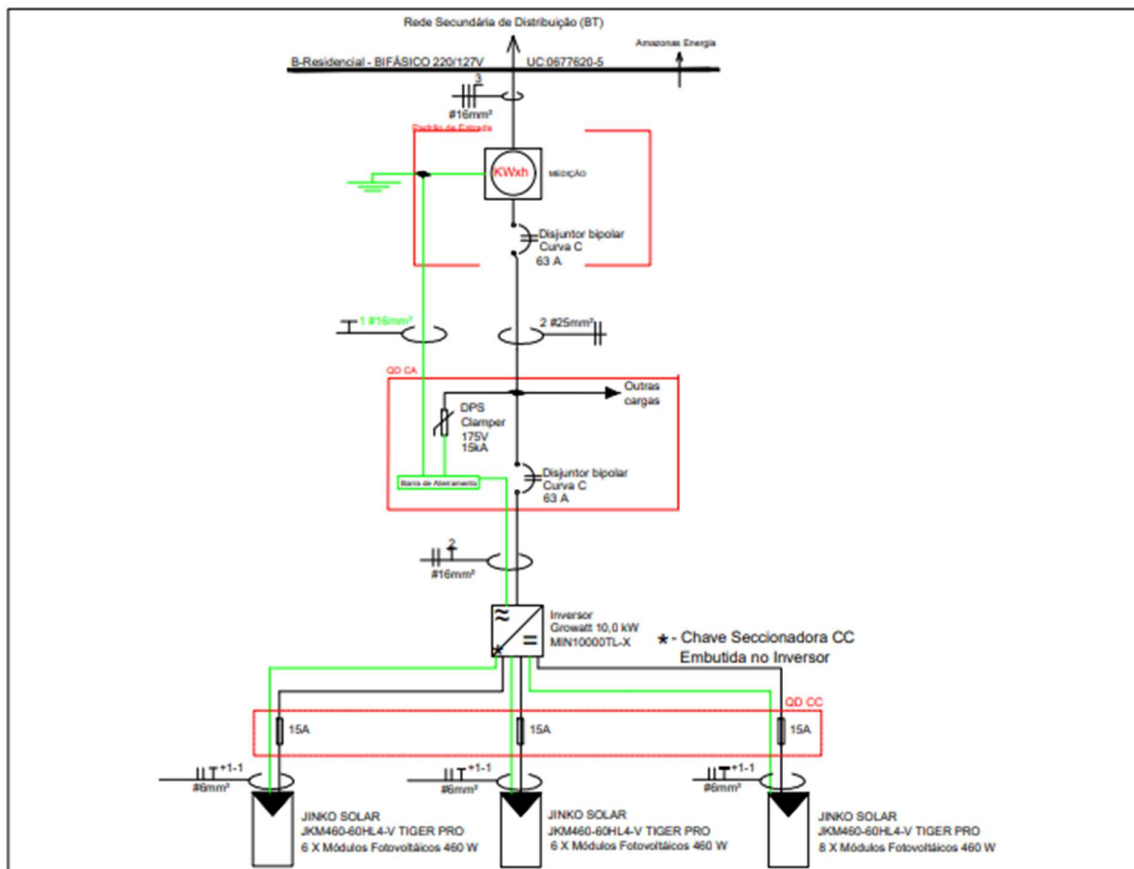 Rede Secundária de Distribuição (BT)
Amazonas Energia
B-Residencial - BIFÁSICO 220/127V UC:0677620-5
3
#16mm²
Padrão de Entrada
KWxh
MEDIÇÃO
Disjuntor bipolar
Curva C
63 A
1 #16mm²
2 #25mm²
QD CA
Outras
cargas
DPS
Clamper
175V
15kA
Disjuntor bipolar
Curva C
63 A
Barra de Aterramento
2
#16mm²
Inversor
Growatt 10,0 kW
MIN10000TL-X
*- Chave Seccionadora CC
Embutida no Inversor
*
QD CC
15A
15A
15A
+1-1
#6mm²
+1-1
#6mm²
+1-1
#6mm²
JINKO SOLAR
JKM460-60HL4-V TIGER PRO
6 X Módulos Fotovoltáicos 460 W
JINKO SOLAR
JKM460-60HL4-V TIGER PRO
6 X Módulos Fotovoltáicos 460 W
JINKO SOLAR
JKM460-60HL4-V TIGER PRO
8 X Módulos Fotovoltáicos 460 W